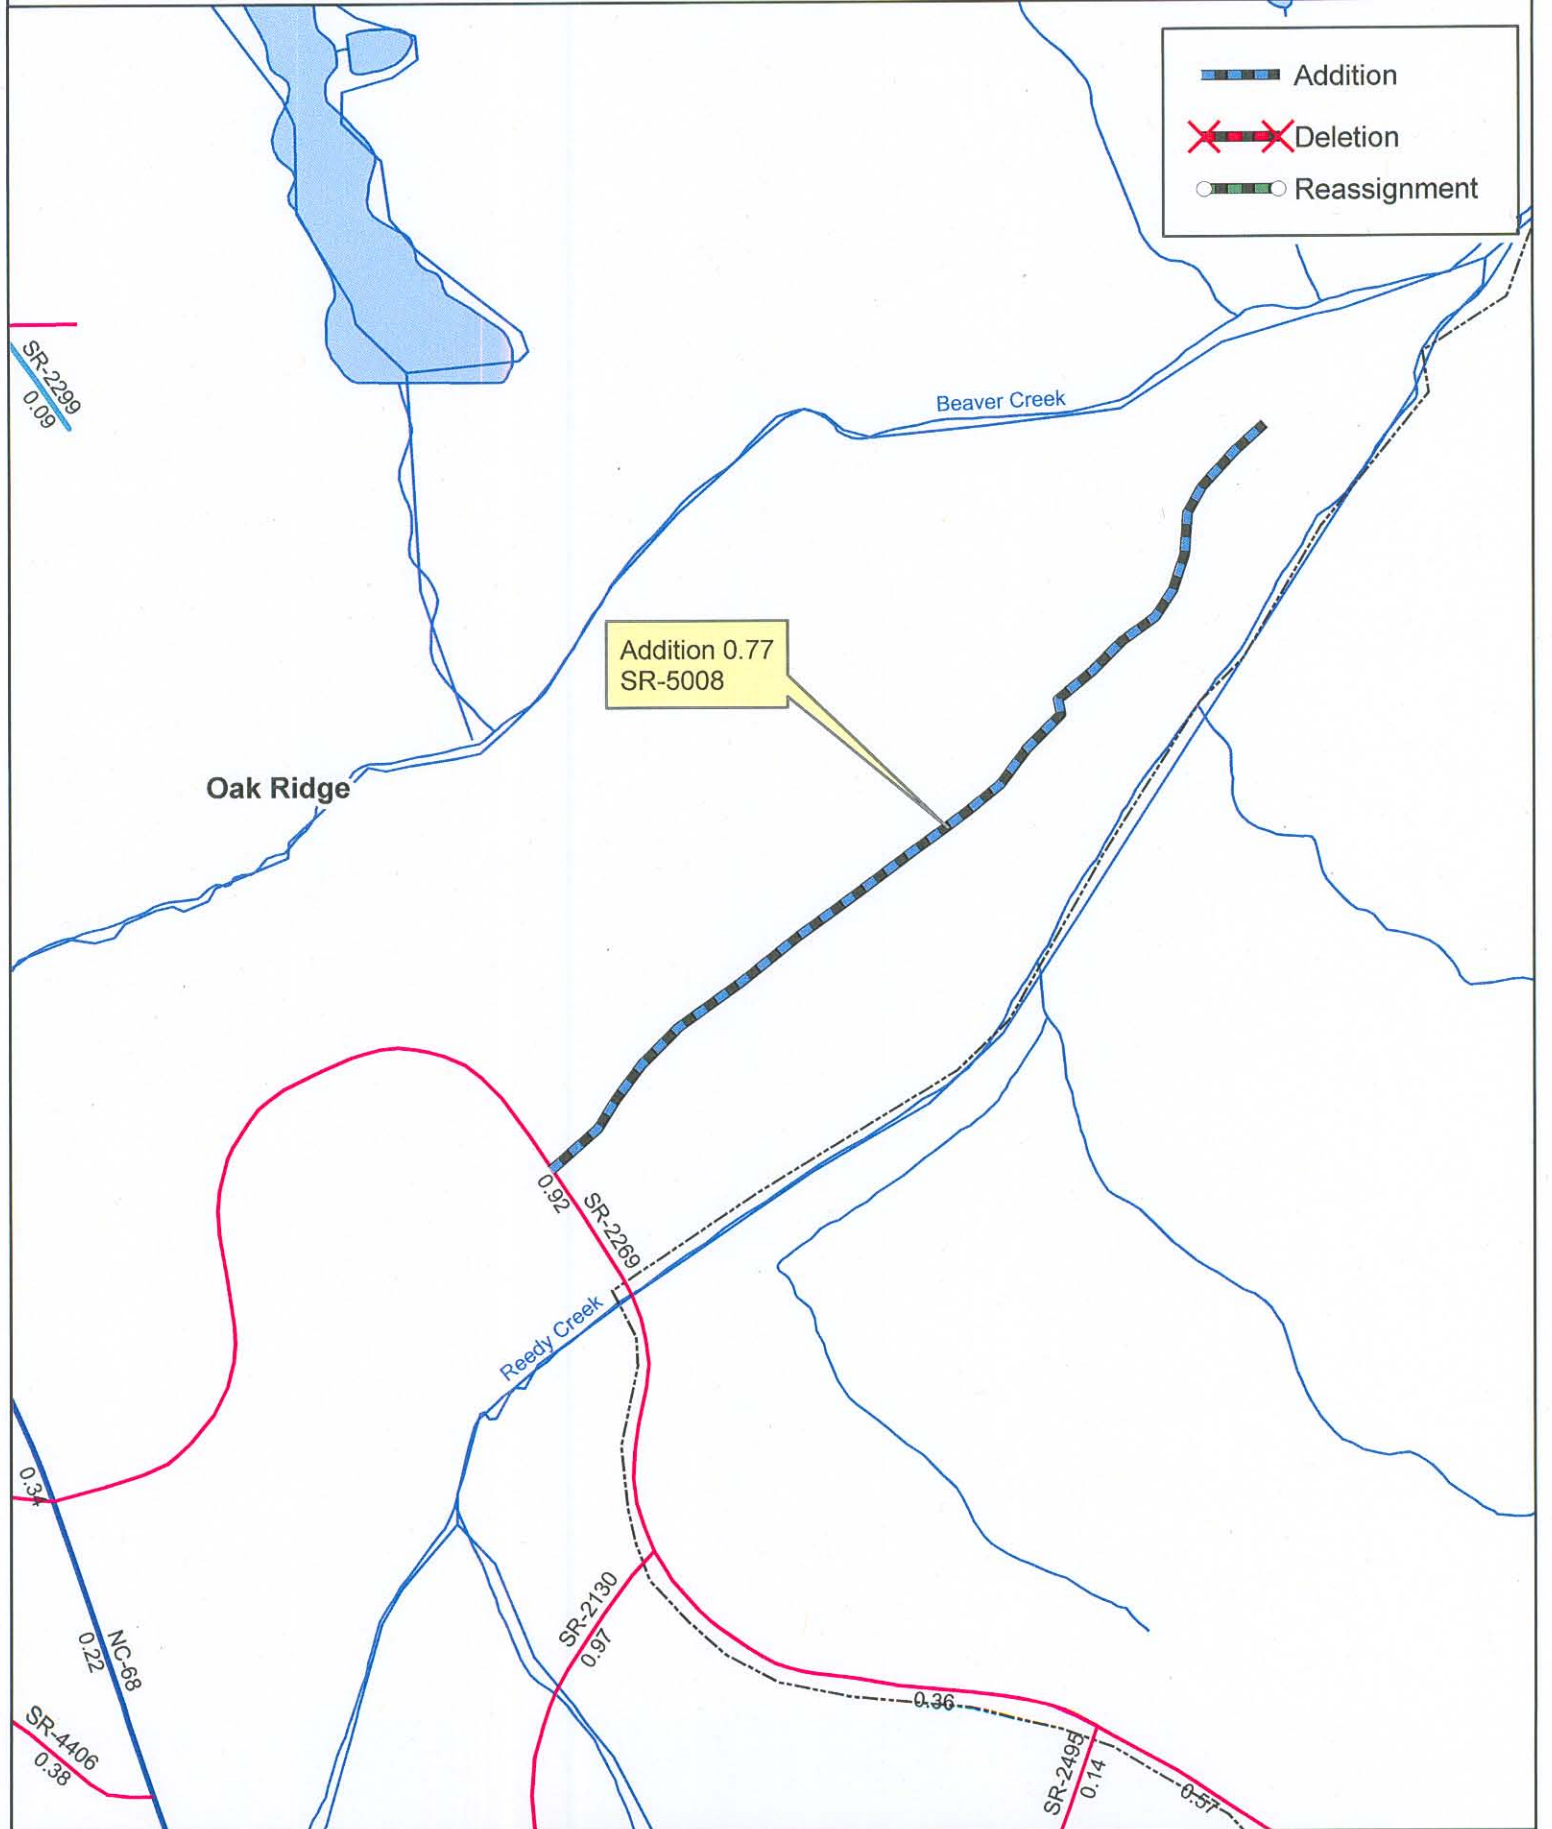 Addition
Deletion
Reassignment
SR-2299
0.09
Beaver Creek
Addition 0.77
SR-5008
Oak Ridge
0.92
SR-2269
Reedy Creek
0.34
SR-2130
0.97
NC-68
0.22
0.36
SR-4406
0.38
SR-2495
0.14
0.57